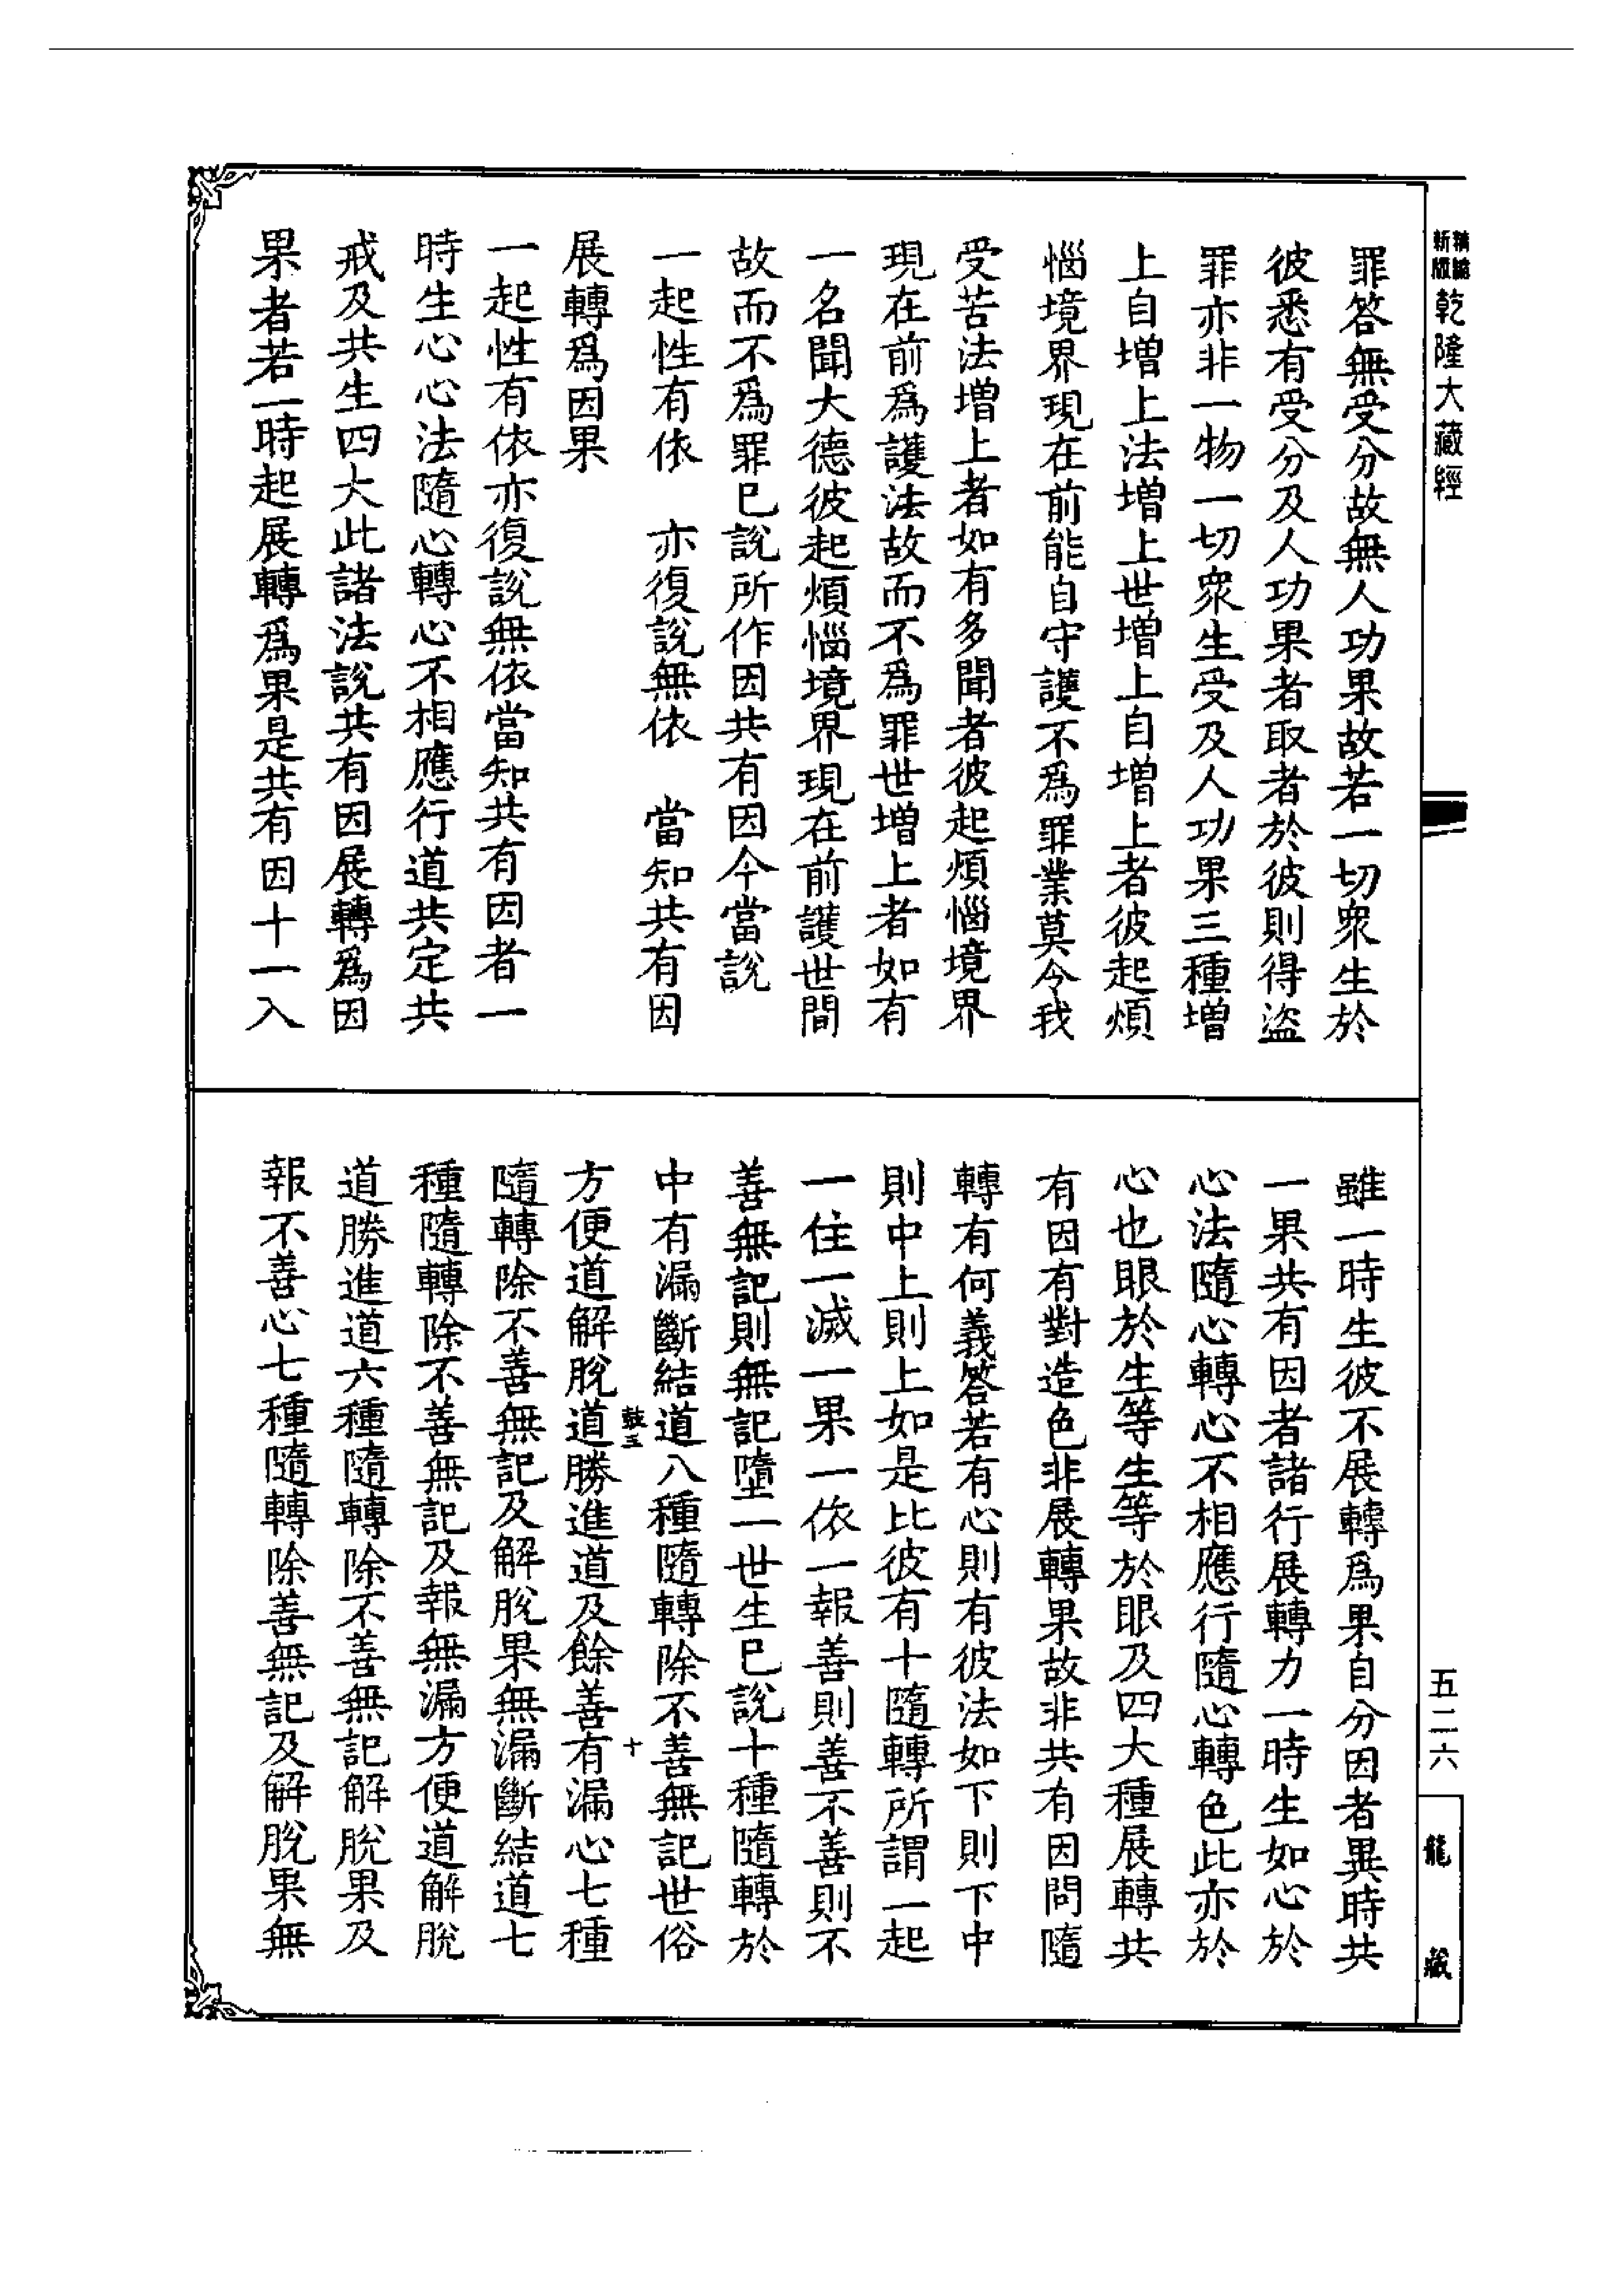 新版 精縮 乾隆大藏經
五二六
龍藏
罪答無受分故無人功果故若一切衆生於
彼悉有受分及人功果者取者於彼則得盜
罪亦非一物一切衆生受及人功果三種增
上自增上法增上世增上自增上者彼起煩
惱境界現在前能自守護不爲罪業莫令我
受苦法增上者如有多聞者彼起煩惱境界
現在前爲護法故而不爲罪世增上者如有
一名聞大德彼起煩惱境界現在前護世間
故而不爲罪已說所作因共有因今當說
一起性有依　亦復說無依　當知共有因
展轉爲因果
一起性有依亦復說無依當知共有因者一
時生心心法隨心轉心不相應行道共定共
戒及共生四大此諸法說共有因展轉爲因
果者若一時起展轉爲果是共有因十一入
雖一時生彼不展轉爲果自分因者異時共
一果共有因者諸行展轉力一時生如心於
心法隨心轉心不相應行隨心轉色此亦於
心也眼於生等生等於眼及四大種展轉共
有因有對造色非展轉果故非共有因問隨
轉有何義答若有心則有彼法如下則下中
則中上則上如是比彼有十隨轉所謂一起
一住一滅一果一依一報善則善不善則不
善無記則無記墮一世生已說十種隨轉於
中有漏斷結道八種隨轉除不善無記世俗
方便道解脫道勝進道及餘善有漏心七種
隨轉除不善無記及解脫果無漏斷結道七
種隨轉除不善無記及報無漏方便道解脫
道勝進道六種隨轉除不善無記解脫果及
報不善心七種隨轉除善無記及解脫果無
十